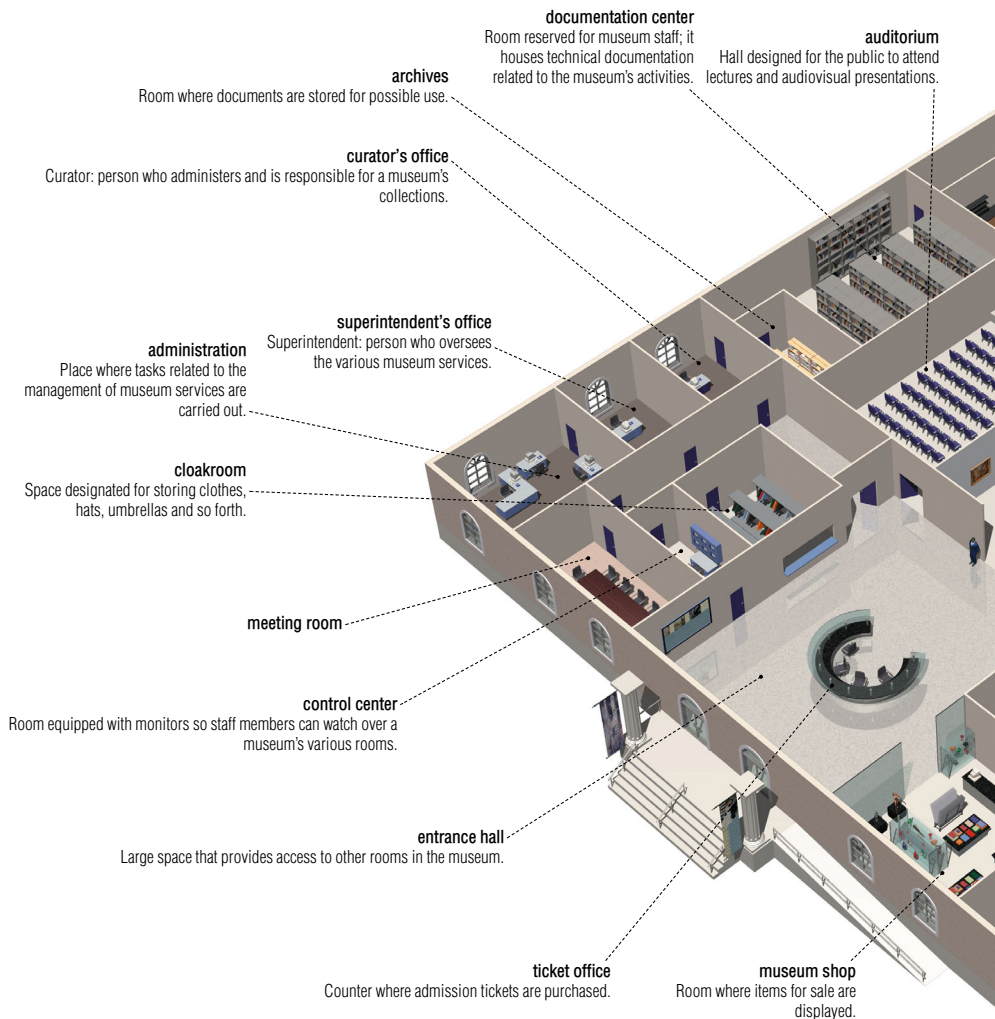 documentation center
Room reserved for museum staff; it
houses technical documentation
related to the museum's activities.
auditorium
Hall designed for the public to attend
lectures and audiovisual presentations.
archives
Room where documents are stored for possible use.
curator's office
Curator: person who administers and is responsible for a museum's
collections.
superintendent's office
Superintendent: person who oversees
the various museum services.
administration
Place where tasks related to the
management of museum services are
carried out.
cloakroom
Space designated for storing clothes,
hats, umbrellas and so forth.
meeting room
control center
Room equipped with monitors so staff members can watch over a
museum's various rooms.
entrance hall
Large space that provides access to other rooms in the museum.
ticket office
Counter where admission tickets are purchased.
museum shop
Room where items for sale are
displayed.